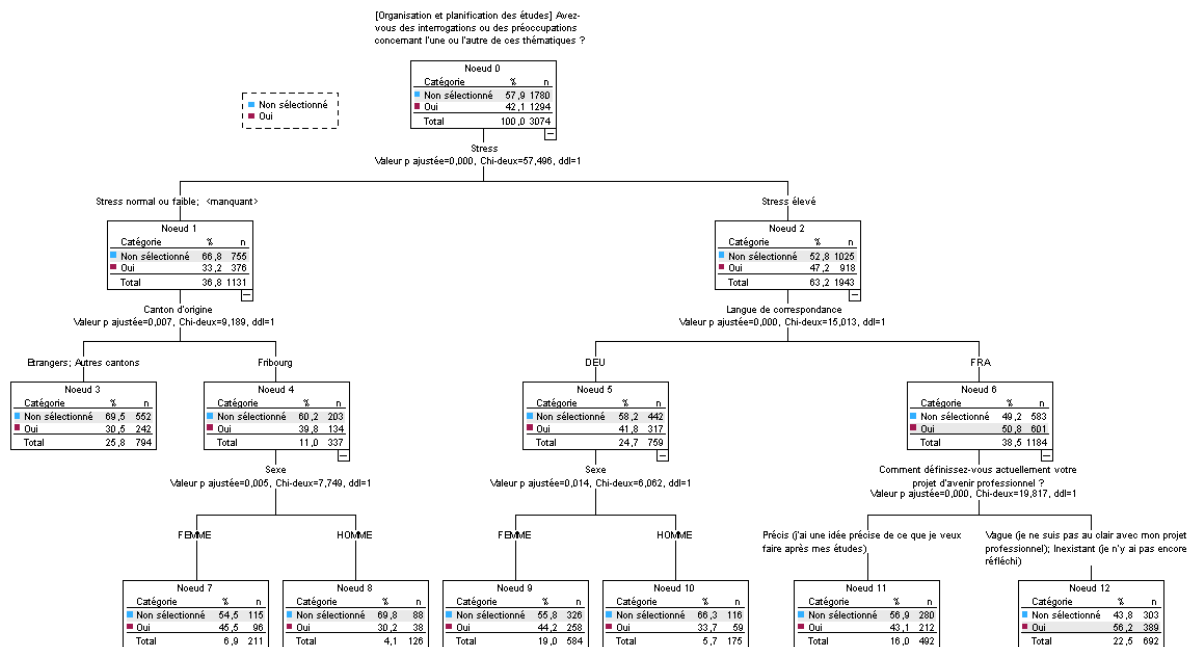 [Organisation et planification des études] Avez-
vous des interrogations ou des préoccupations
concernant l'une ou l'autre de ces thématiques ?
Non sélectionné
Oui
Noeud 0
Catégorie % n
Non sélectionné 57,9 1780
Oui 42,1 1294
Total 100,0 3074
Stress
Valeur p ajustée=0,000, Chi-deux=57,496, ddl=1
Stress normal ou faible; <manquant>
Stress élevé
Noeud 1
Catégorie % n
Non sélectionné 66,8 755
Oui 33,2 376
Total 36,8 1131
Noeud 2
Catégorie % n
Non sélectionné 52,8 1025
Oui 47,2 918
Total 63,2 1943
Canton d'origine
Valeur p ajustée=0,007, Chi-deux=9,189, ddl=1
Langue de correspondance
Valeur p ajustée=0,000, Chi-deux=15,013, ddl=1
Etrangers; Autres cantons
Fribourg
DEU
FRA
Noeud 3
Catégorie % n
Non sélectionné 69,5 552
Oui 30,5 242
Total 25,8 794
Noeud 4
Catégorie % n
Non sélectionné 60,2 203
Oui 39,8 134
Total 11,0 337
Noeud 5
Catégorie % n
Non sélectionné 58,2 442
Oui 41,8 317
Total 24,7 759
Noeud 6
Catégorie % n
Non sélectionné 49,2 583
Oui 50,8 601
Total 38,5 1184
Sexe
Valeur p ajustée=0,005, Chi-deux=7,749, ddl=1
Sexe
Valeur p ajustée=0,014, Chi-deux=6,062, ddl=1
Comment définissez-vous actuellement votre
projet d'avenir professionnel ?
Valeur p ajustée=0,000, Chi-deux=19,817, ddl=1
FEMME
HOMME
FEMME
HOMME
Précis (j'ai une idée précise de ce que je veux
faire après mes études)
Vague (je ne suis pas au clair avec mon projet
professionnel); Inexistant (je n'y ai pas encore
réfléchi)
Noeud 7
Catégorie % n
Non sélectionné 54,5 115
Oui 45,5 96
Total 6,9 211
Noeud 8
Catégorie % n
Non sélectionné 69,8 88
Oui 30,2 38
Total 4,1 126
Noeud 9
Catégorie % n
Non sélectionné 55,8 326
Oui 44,2 258
Total 19,0 584
Noeud 10
Catégorie % n
Non sélectionné 66,3 116
Oui 33,7 59
Total 5,7 175
Noeud 11
Catégorie % n
Non sélectionné 56,9 280
Oui 43,1 212
Total 16,0 492
Noeud 12
Catégorie % n
Non sélectionné 43,8 303
Oui 56,2 389
Total 22,5 692